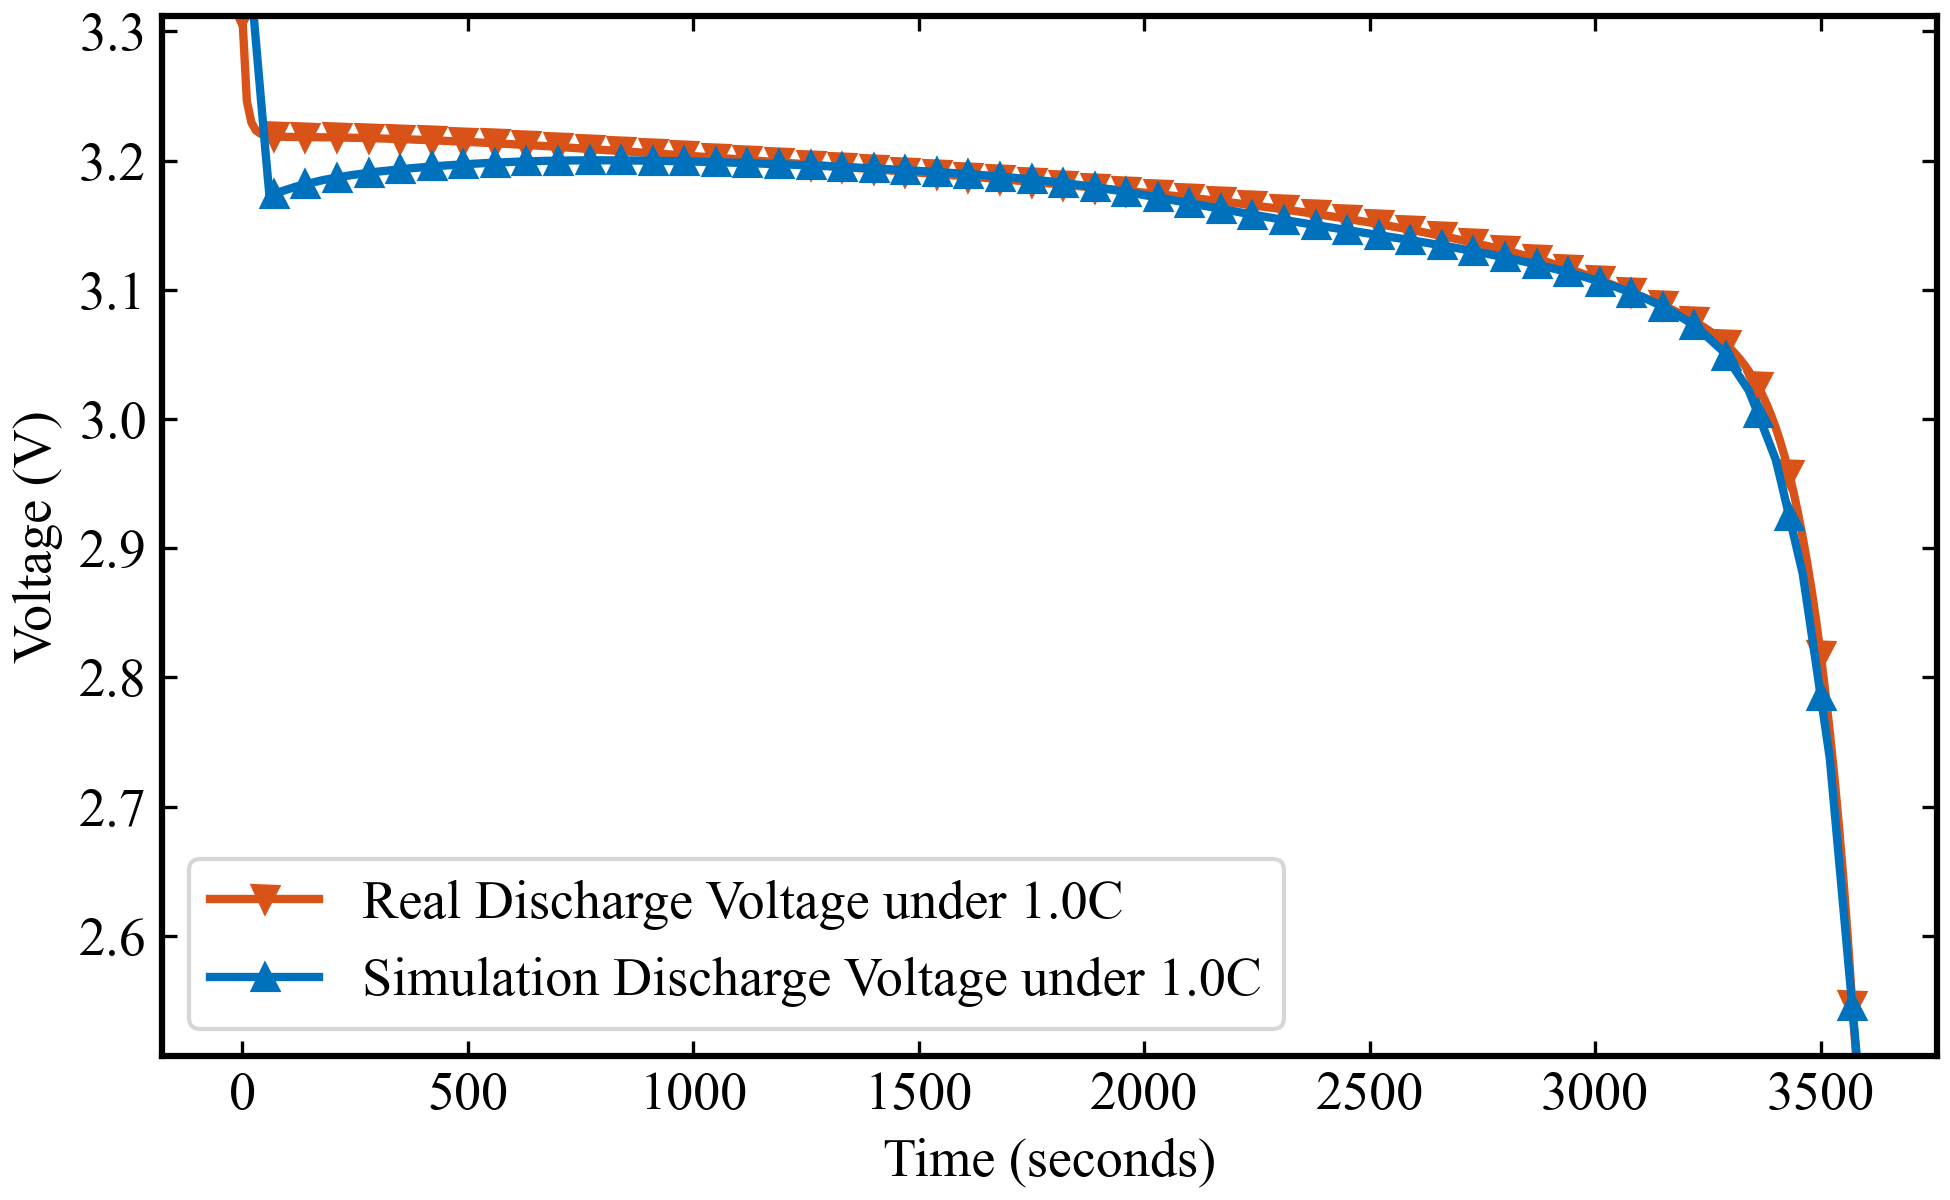 3.3
3.2
3.1
3.0
2.9
2.8
2.7
2.6
Voltage (V)
Real Discharge Voltage under 1.0C
Simulation Discharge Voltage under 1.0C
0 500 1000 1500 2000 2500 3000 3500
Time (seconds)